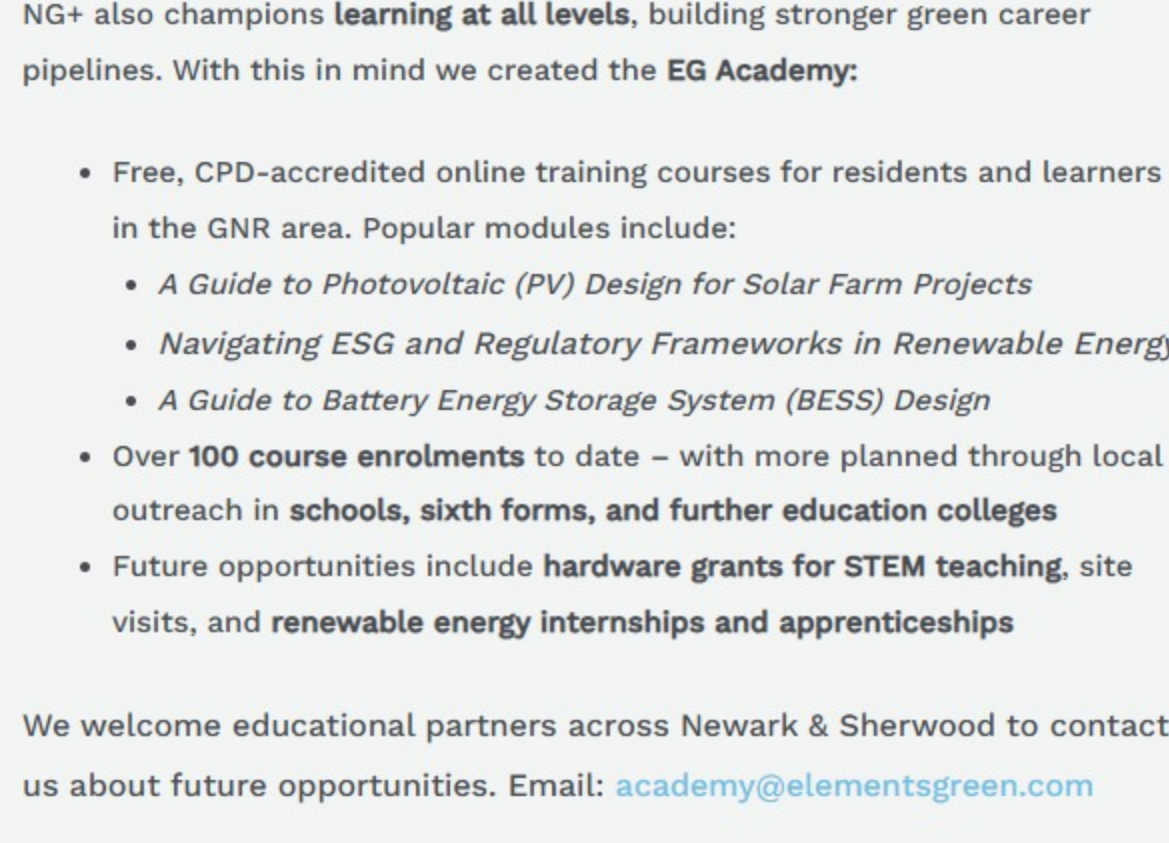 NG+ also champions learning at all levels, building stronger green career
pipelines. With this in mind we created the EG Academy:
• Free, CPD-accredited online training courses for residents and learners
in the GNR area. Popular modules include:
• A Guide to Photovoltaic (PV) Design for Solar Farm Projects
• Navigating ESG and Regulatory Frameworks in Renewable Energy
• A Guide to Battery Energy Storage System (BESS) Design
• Over 100 course enrolments to date – with more planned through local
outreach in schools, sixth forms, and further education colleges
• Future opportunities include hardware grants for STEM teaching, site
visits, and renewable energy internships and apprenticeships
We welcome educational partners across Newark & Sherwood to contact
us about future opportunities. Email: academy@elementsgreen.com